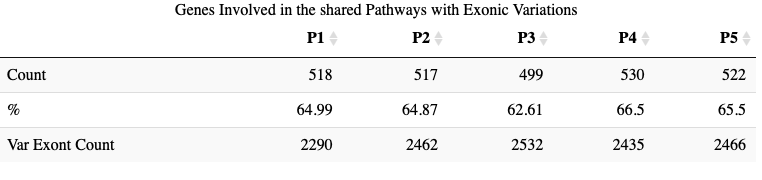 Genes Involved in the shared Pathways with Exonic Variations
P1 P2 P3 P4 P5
Count 518 517 499 530 522
% 64.99 64.87 62.61 66.5 65.5
Var Exont Count 2290 2462 2532 2435 2466